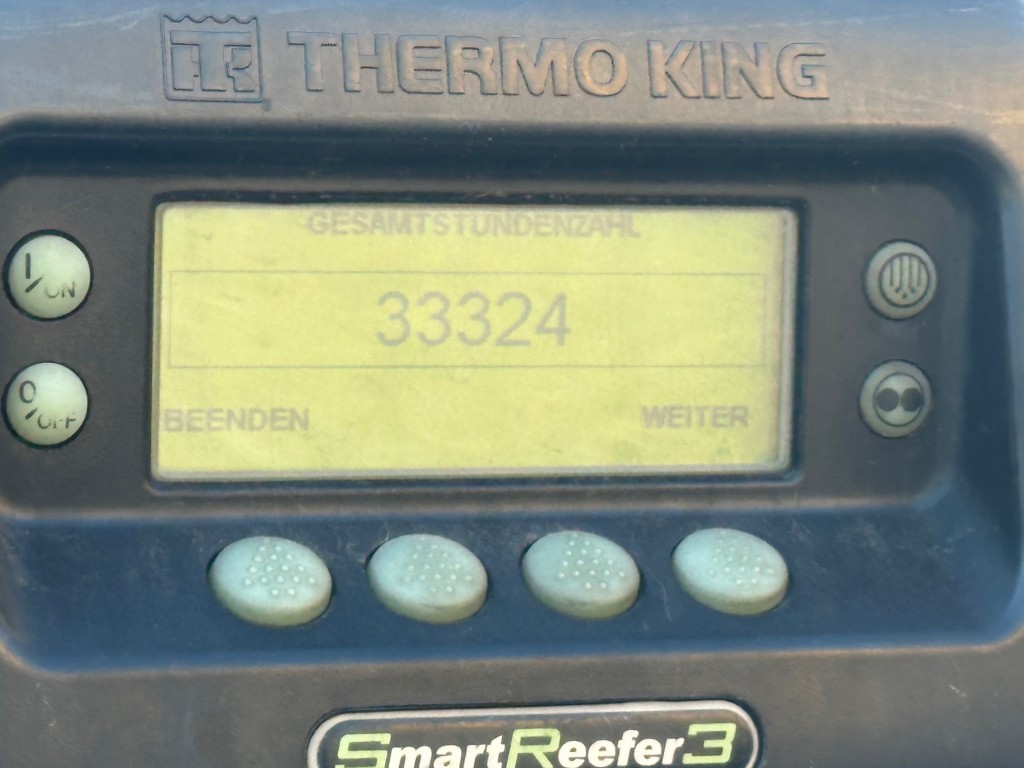 THERMO KING
GESAMTSTUNDENZAHL
I/ON
33324
O/OFF
BEENDEN WEITER
SmartReefer3